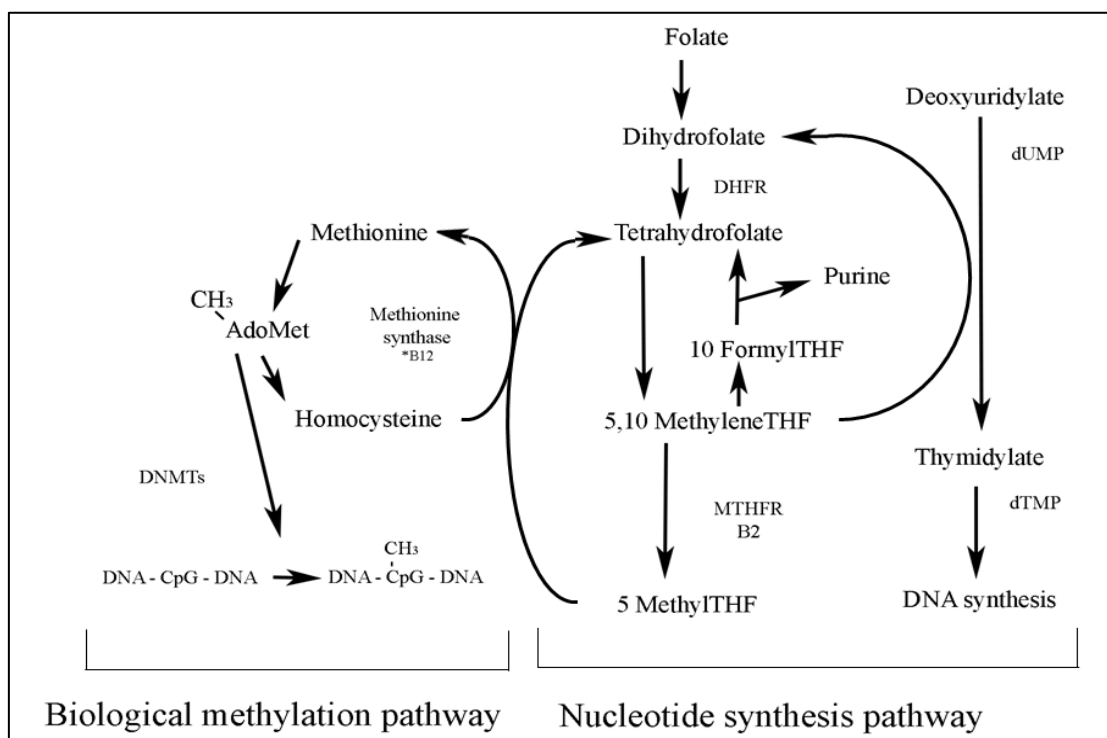 Folate
Deoxyuridylate
Dihydrofolate
dUMP
DHFR
Methionine
Tetrahydrofolate
Purine
CH3
AdoMet
Methionine
synthase
*B12
10 FormylTHF
Homocysteine
5,10 MethyleneTHF
Thymidylate
DNMTs
MTHFR
B2
dTMP
CH3
DNA - CpG - DNA
DNA - CpG - DNA
5 MethylTHF
DNA synthesis
Biological methylation pathway
Nucleotide synthesis pathway